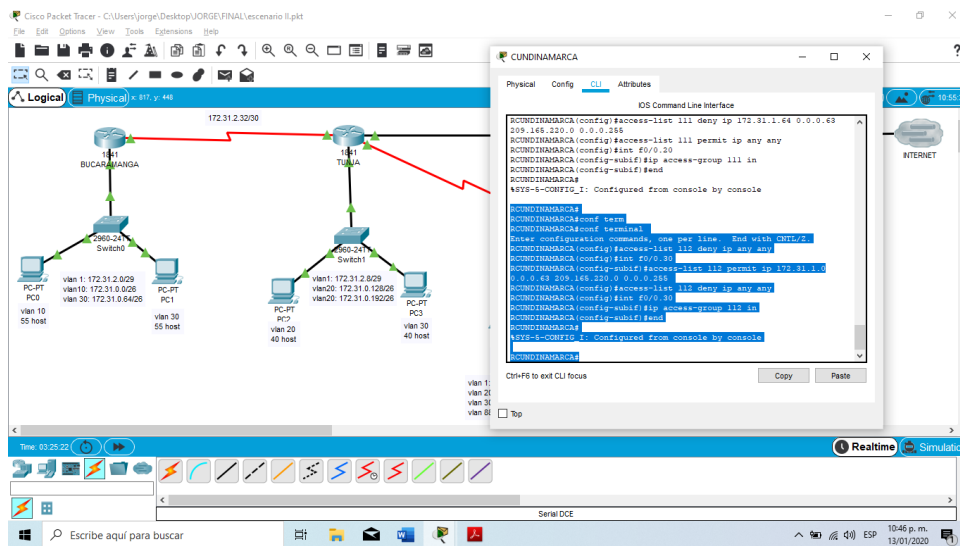 Cisco Packet Tracer - C:\Users\jorge\Desktop\JORGE\FINAL\escenario II.pkt
File Edit Options View Tools Extensions Help
Logical
Physical
x: 817, y: 448
10:55:
172.31.2.32/30
1841
BUCARAMANGA
1841
TUNJA
INTERNET
2960-24TT
Switch0
2960-24TT
Switch1
PC-PT
PC0
vlan 1: 172.31.2.0/29
vlan10: 172.31.0.0/26
vlan 30: 172.31.0.64/26
PC-PT
PC1
vlan 10
55 host
vlan 30
55 host
vlan1: 172.31.2.8/29
vlan20: 172.31.0.128/26
vlan20: 172.31.0.192/26
PC-PT
PC2
PC-PT
PC3
vlan 20
40 host
vlan 30
40 host
vlan 1:
vlan 20
vlan 30
vlan 88
CUNDINAMARCA
Physical Config CLI Attributes
IOS Command Line Interface
RCUNDINAMARCA(config)#access-list 111 deny ip 172.31.1.64 0.0.0.63
209.165.220.0 0.0.0.255
RCUNDINAMARCA(config)#access-list 111 permit ip any any
RCUNDINAMARCA(config)#int f0/0.20
RCUNDINAMARCA(config-subif)#ip access-group 111 in
RCUNDINAMARCA(config-subif)#end
RCUNDINAMARCA#
%SYS-5-CONFIG_I: Configured from console by console
RCUNDINAMARCA#
RCUNDINAMARCA#conf term
RCUNDINAMARCA#conf terminal
Enter configuration commands, one per line. End with CNTL/Z.
RCUNDINAMARCA(config)#access-list 112 deny ip any any
RCUNDINAMARCA(config)#int f0/0.30
RCUNDINAMARCA(config-subif)#access-list 112 permit ip 172.31.1.0
0.0.0.63 209.165.220.0 0.0.0.255
RCUNDINAMARCA(config)#access-list 112 deny ip any any
RCUNDINAMARCA(config)#int f0/0.30
RCUNDINAMARCA(config-subif)#ip access-group 112 in
RCUNDINAMARCA(config-subif)#end
RCUNDINAMARCA#
%SYS-5-CONFIG_I: Configured from console by console
RCUNDINAMARCA#
Ctrl+F6 to exit CLI focus
Copy
Paste
Top
Time: 03:25:22
Realtime
Simulatio
Serial DCE
Escribe aquí para buscar
ESP
10:46 p. m.
13/01/2020